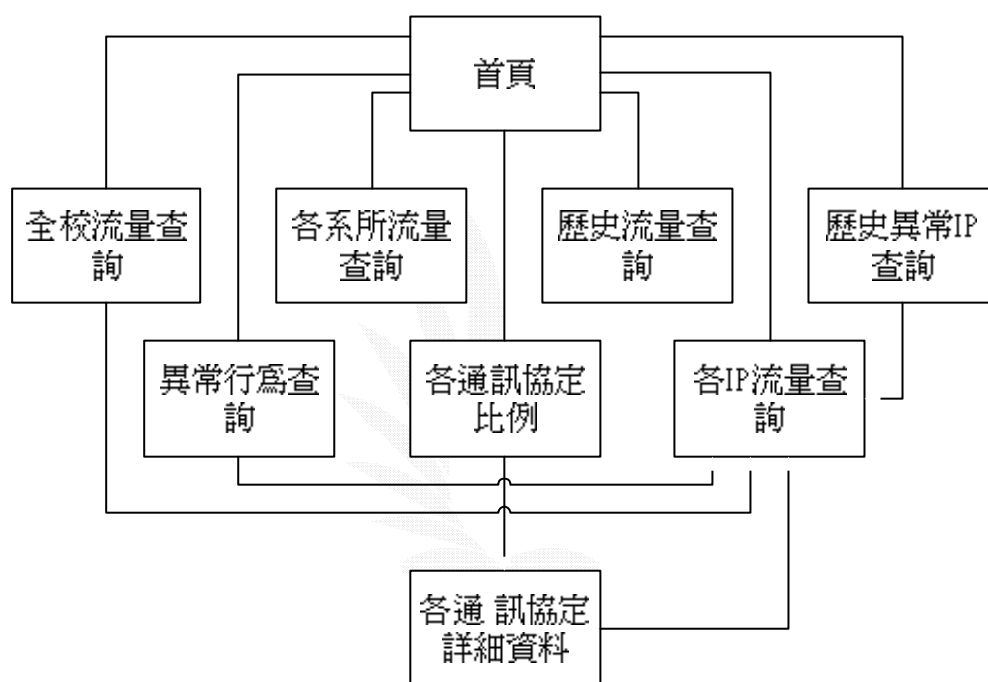 首頁
全校流量查
詢
各系所流量
查詢
歷史流量查
詢
歷史異常IP
查詢
異常行為查
詢
各通訊協定
比例
各IP流量查
詢
各通 訊協定
詳細資料